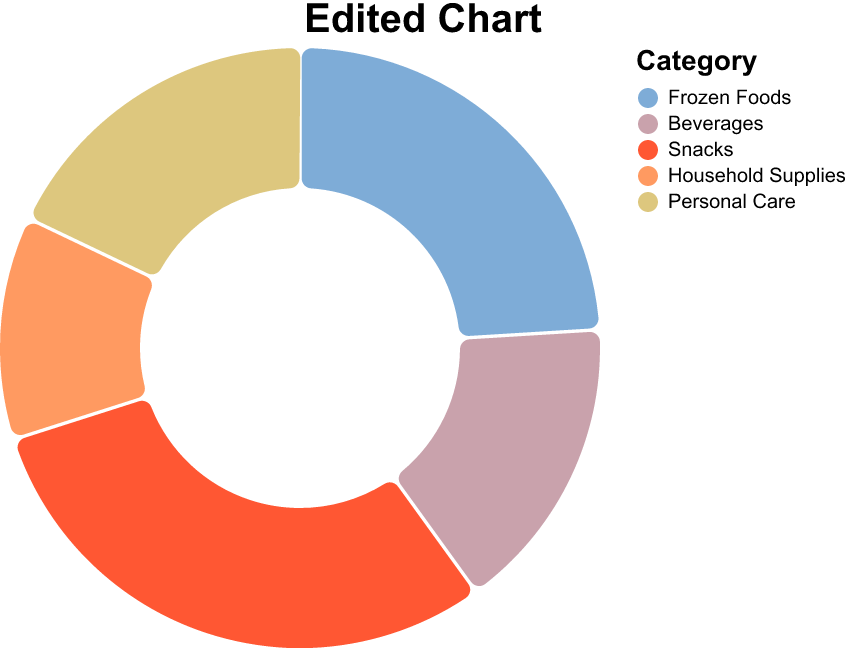 Edited Chart
Category
Frozen Foods
Beverages
Snacks
Household Supplies
Personal Care